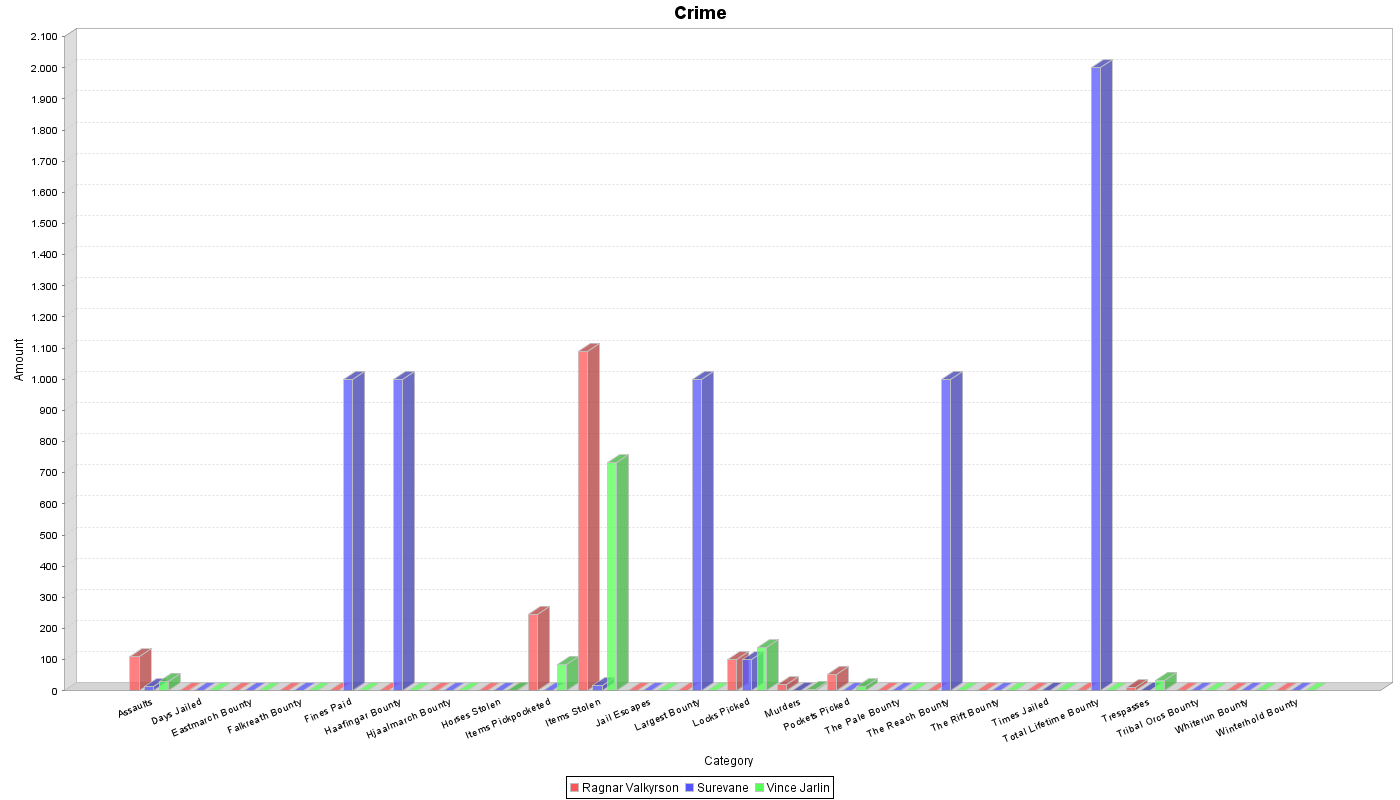 Crime
2.100
2.000
1.900
1.800
1.700
1.600
1.500
1.400
1.300
1.200
1.100
1.000
900
800
700
600
500
400
300
200
100
0
Amount
Assaults
Days Jailed
Eastmarch Bounty
Falkreath Bounty
Fines Paid
Haafingar Bounty
Hjaalmarch Bounty
Horses Stolen
Items Pickpocketed
Items Stolen
Jail Escapes
Largest Bounty
Locks Picked
Murders
Pockets Picked
The Pale Bounty
The Reach Bounty
The Rift Bounty
Times Jailed
Total Lifetime Bounty
Trespasses
Tribal Orcs Bounty
Whiterun Bounty
Winterhold Bounty
Category
Ragnar Valkyrson Surevane Vince Jarlin